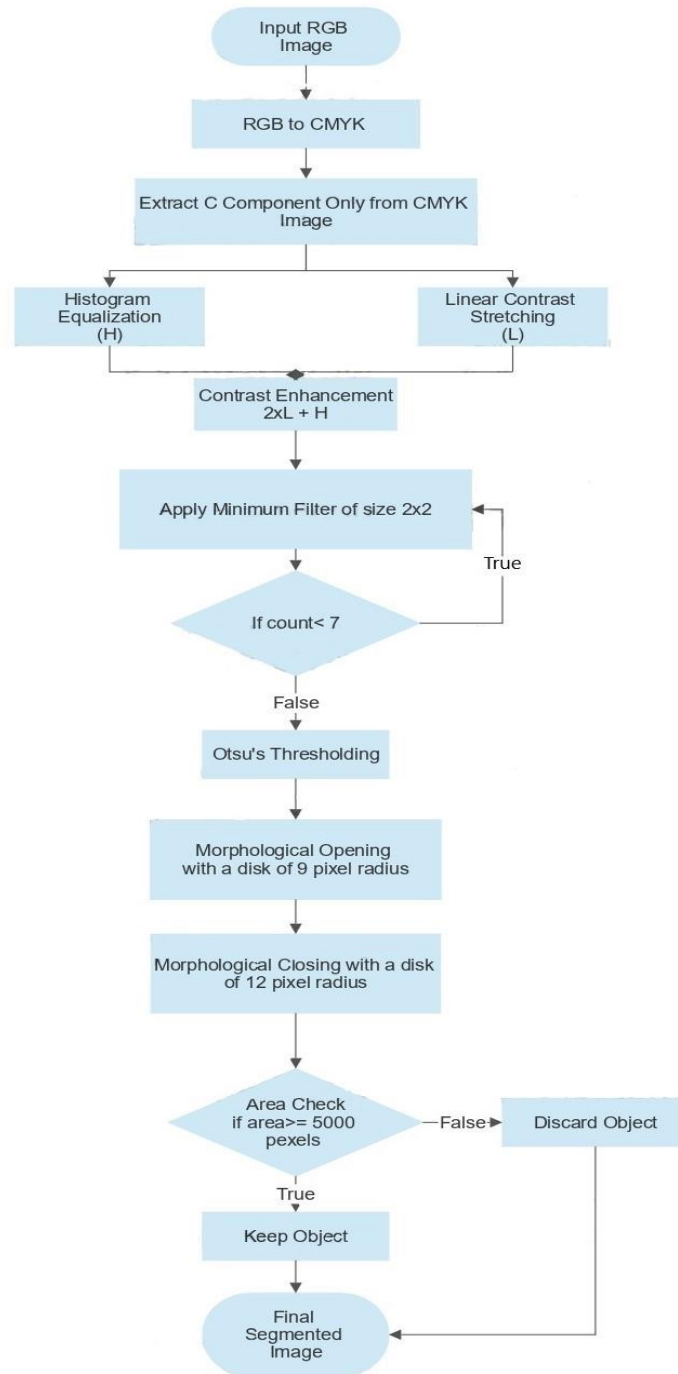 Input RGB
Image
RGB to CMYK
Extract C Component Only from CMYK
Image
Histogram
Equalization
(H)
Linear Contrast
Stretching
(L)
Contrast Enhancement
2xL + H
Apply Minimum Filter of size 2x2
True
If count< 7
False
Otsu's Thresholding
Morphological Opening
with a disk of 9 pixel radius
Morphological Closing with a disk
of 12 pixel radius
Area Check
if area>= 5000
pexels
False
Discard Object
True
Keep Object
Final
Segmented
Image